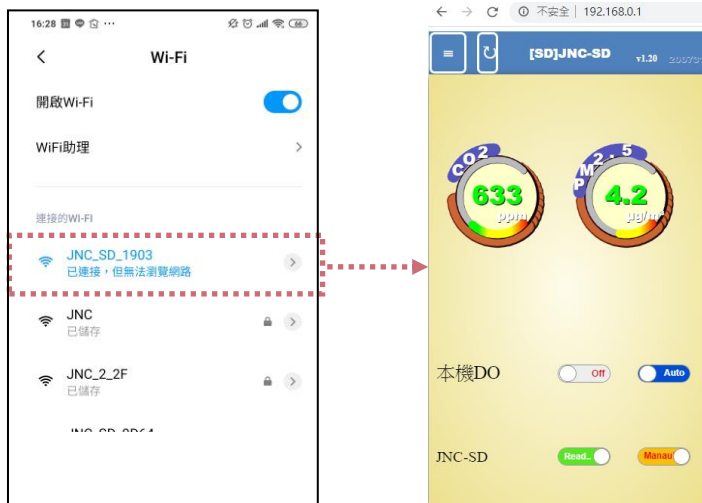 16:28
Wi-Fi
開啟Wi-Fi
WiFi助理
連接的WI-FI
JNC_SD_1903
已連接，但無法瀏覽網路
JNC
已儲存
JNC_2_2F
已儲存
不安全 | 192.168.0.1
[SD]JNC-SD v1.20
CO2
633
ppm
PM2.5
4.2
μg/m³
本機DO Off Auto
JNC-SD Read.. Manau